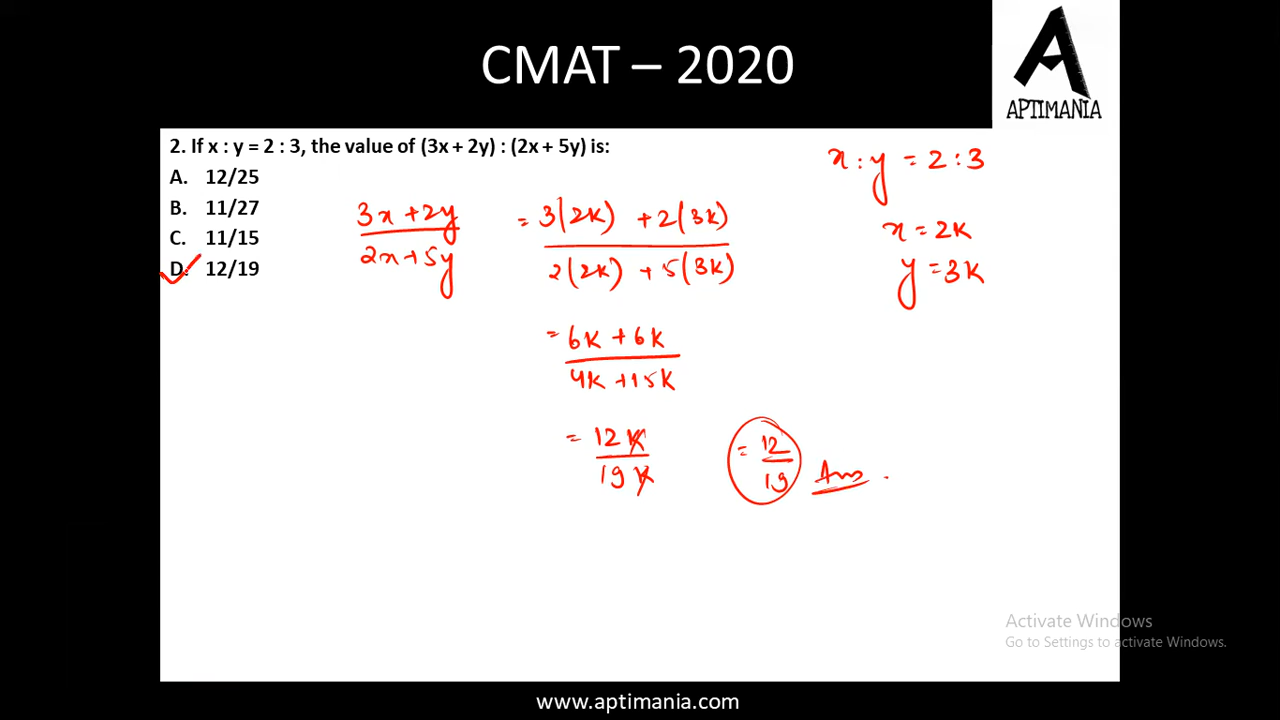 CMAT – 2020
A
APTIMANIA
2. If x : y = 2 : 3, the value of (3x + 2y) : (2x + 5y) is:
A. 12/25
B. 11/27
C. 11/15
D. 12/19
x : y = 2 : 3
x = 2k
y = 3k
3x + 2y = 3(2k) + 2(3k)
2x + 5y 2(2k) + 5(3k)
= 6k + 6k
4k + 15k
= 12k = 12
19k 19 Ans.
Activate Windows
Go to Settings to activate Windows.
www.aptimania.com